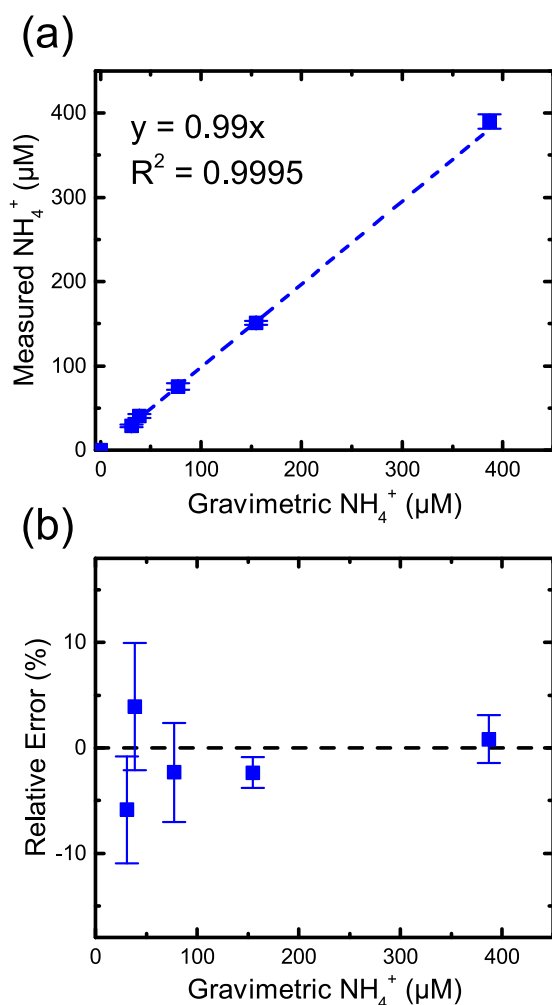 (a)
y = 0.99x
R² = 0.9995
Measured NH₄⁺ (µM)
400
300
200
100
0
0 100 200 300 400
Gravimetric NH₄⁺ (µM)
(b)
Relative Error (%)
10
0
-10
0 100 200 300 400
Gravimetric NH₄⁺ (µM)